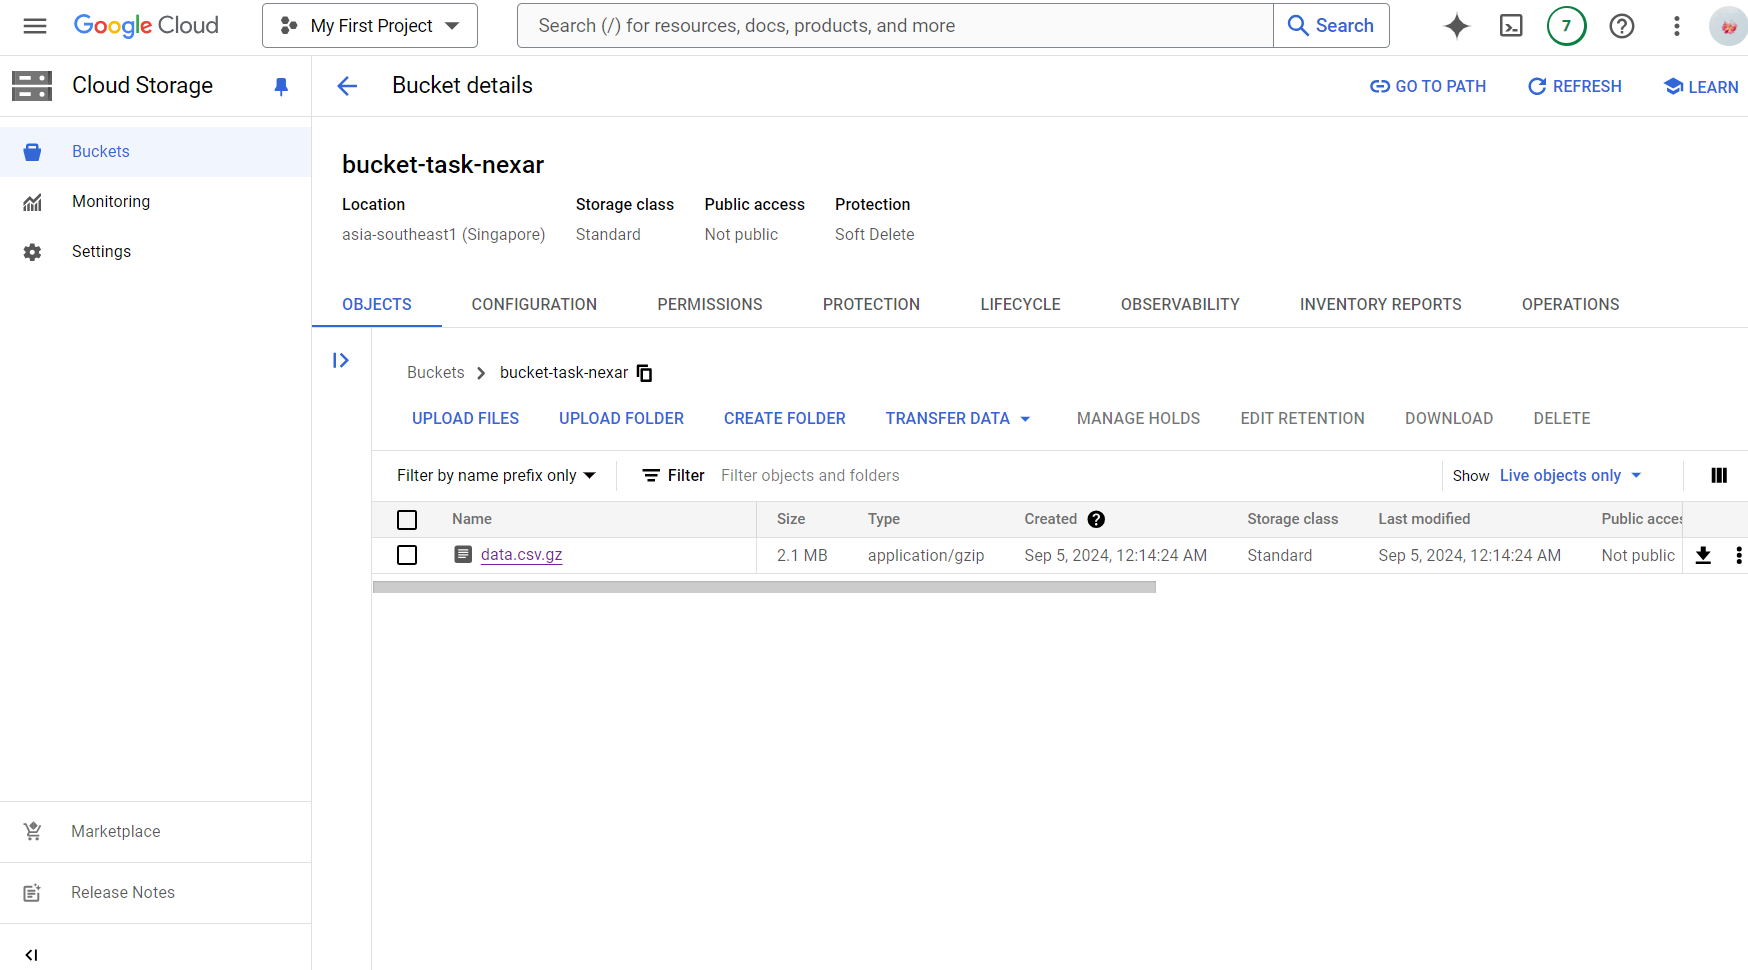 Google Cloud
My First Project
Search (/) for resources, docs, products, and more
Search
7
Cloud Storage
Bucket details
GO TO PATH
REFRESH
LEARN
Buckets
Monitoring
Settings
bucket-task-nexar
Location Storage class Public access Protection
asia-southeast1 (Singapore) Standard Not public Soft Delete
OBJECTS CONFIGURATION PERMISSIONS PROTECTION LIFECYCLE OBSERVABILITY INVENTORY REPORTS OPERATIONS
Buckets bucket-task-nexar
UPLOAD FILES UPLOAD FOLDER CREATE FOLDER TRANSFER DATA MANAGE HOLDS EDIT RETENTION DOWNLOAD DELETE
Filter by name prefix only Filter Filter objects and folders Show Live objects only
Name Size Type Created Storage class Last modified Public acces
data.csv.gz 2.1 MB application/gzip Sep 5, 2024, 12:14:24 AM Standard Sep 5, 2024, 12:14:24 AM Not public
Marketplace
Release Notes